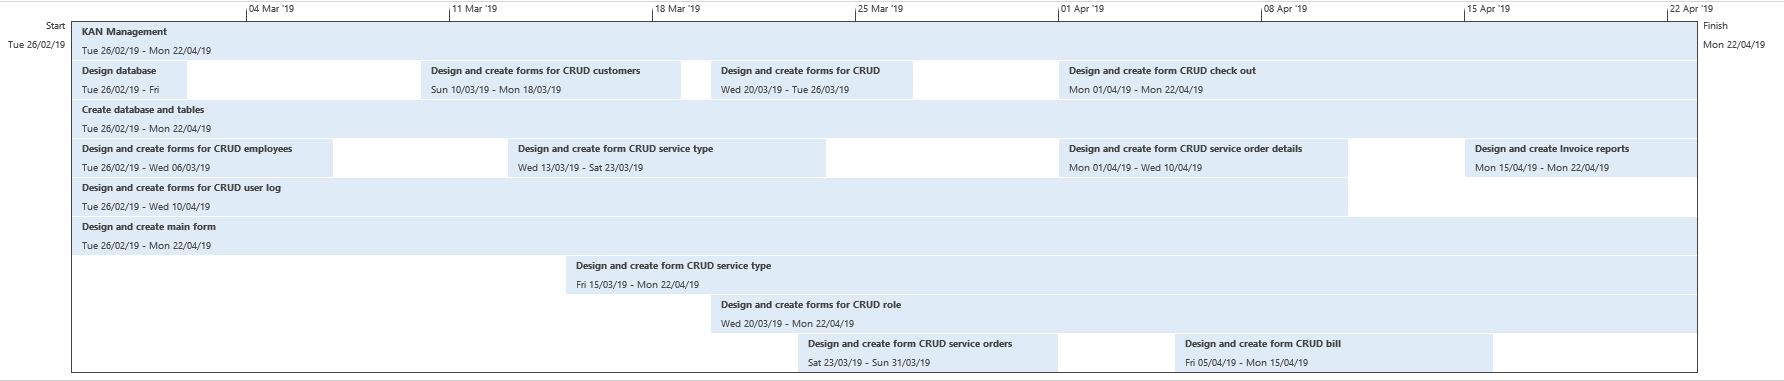 04 Mar '19
11 Mar '19
18 Mar '19
25 Mar '19
01 Apr '19
08 Apr '19
15 Apr '19
22 Apr '19
Start
Tue 26/02/19
Finish
Mon 22/04/19
KAN Management
Tue 26/02/19 - Mon 22/04/19
Design database
Tue 26/02/19 - Fri
Design and create forms for CRUD customers
Sun 10/03/19 - Mon 18/03/19
Design and create forms for CRUD
Wed 20/03/19 - Tue 26/03/19
Design and create form CRUD check out
Mon 01/04/19 - Mon 22/04/19
Create database and tables
Tue 26/02/19 - Mon 22/04/19
Design and create forms for CRUD employees
Tue 26/02/19 - Wed 06/03/19
Design and create form CRUD service type
Wed 13/03/19 - Sat 23/03/19
Design and create form CRUD service order details
Mon 01/04/19 - Wed 10/04/19
Design and create Invoice reports
Mon 15/04/19 - Mon 22/04/19
Design and create forms for CRUD user log
Tue 26/02/19 - Wed 10/04/19
Design and create main form
Tue 26/02/19 - Mon 22/04/19
Design and create form CRUD service type
Fri 15/03/19 - Mon 22/04/19
Design and create forms for CRUD role
Wed 20/03/19 - Mon 22/04/19
Design and create form CRUD service orders
Sat 23/03/19 - Sun 31/03/19
Design and create form CRUD bill
Fri 05/04/19 - Mon 15/04/19